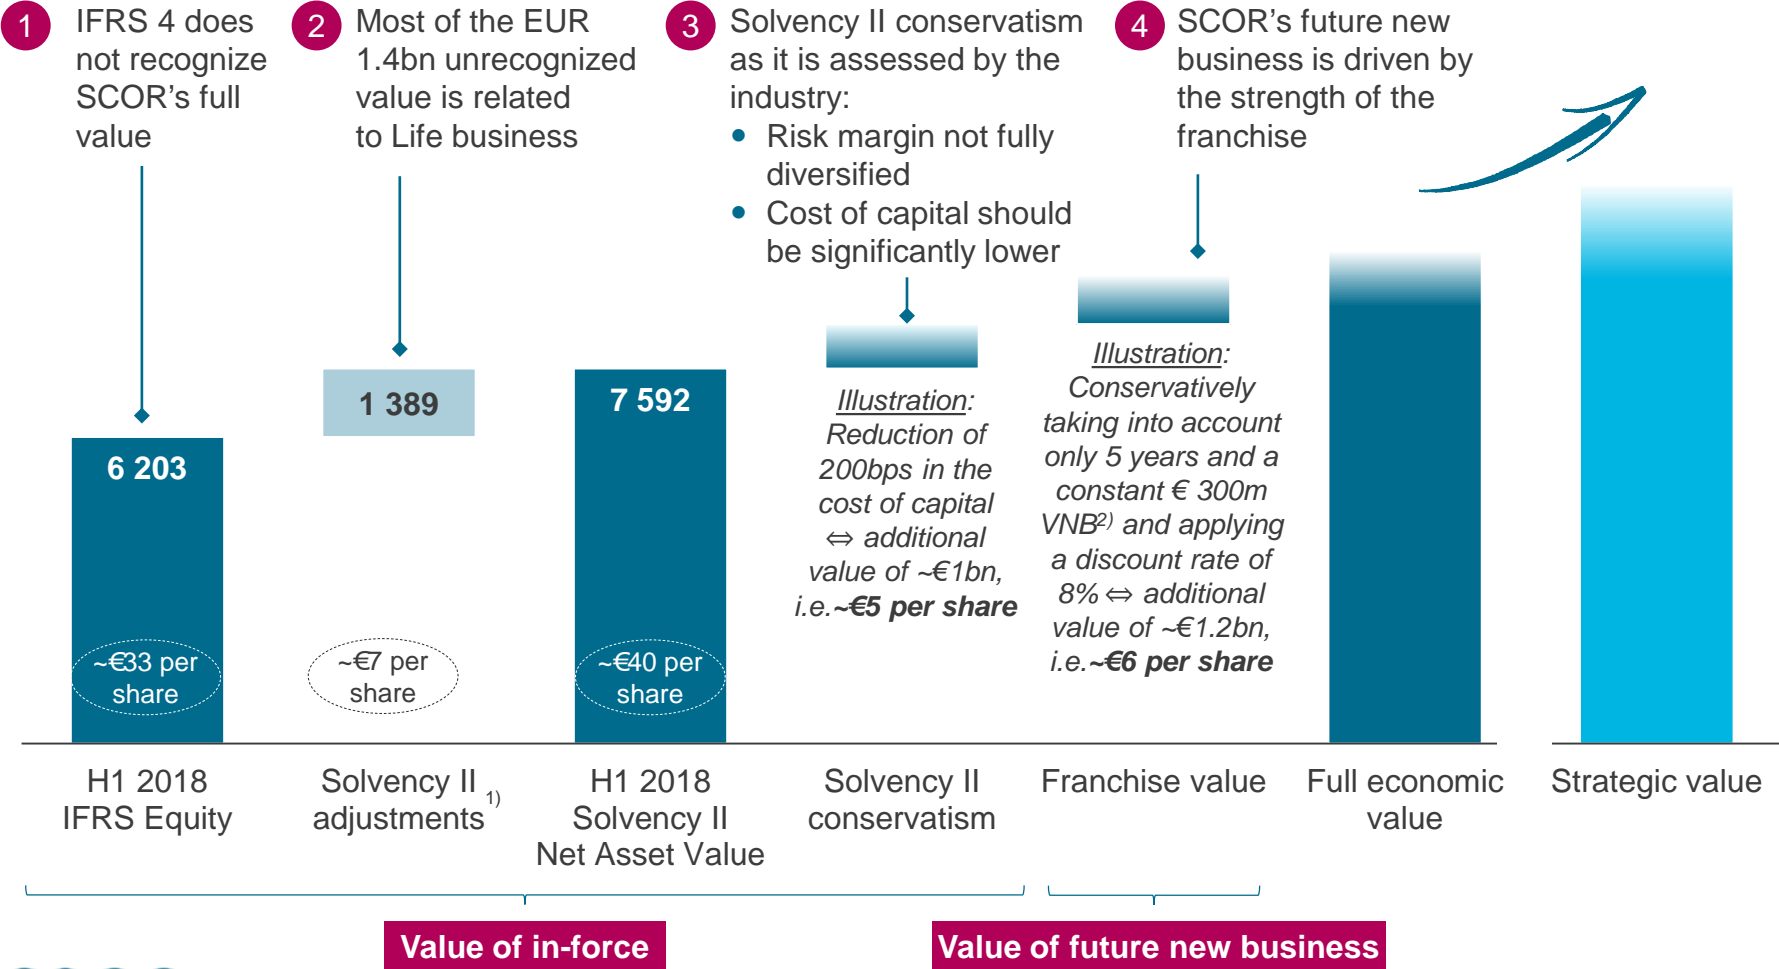 1
IFRS 4 does
not recognize
SCOR’s full
value
2
Most of the EUR
1.4bn unrecognized
value is related
to Life business
3
Solvency II conservatism
as it is assessed by the
industry:
• Risk margin not fully
diversified
• Cost of capital should
be significantly lower
4
SCOR’s future new
business is driven by
the strength of the
franchise
6 203
~€33 per
share
1 389
~€7 per
share
7 592
~€40 per
share
Illustration:
Reduction of
200bps in the
cost of capital
⇔ additional
value of ~€1bn,
i.e.~€5 per share
Illustration:
Conservatively
taking into account
only 5 years and a
constant € 300m
VNB2) and applying
a discount rate of
8% ⇔ additional
value of ~€1.2bn,
i.e.~€6 per share
H1 2018
IFRS Equity
Solvency II
adjustments 1)
H1 2018
Solvency II
Net Asset Value
Solvency II
conservatism
Franchise value
Full economic
value
Strategic value
Value of in-force
Value of future new business